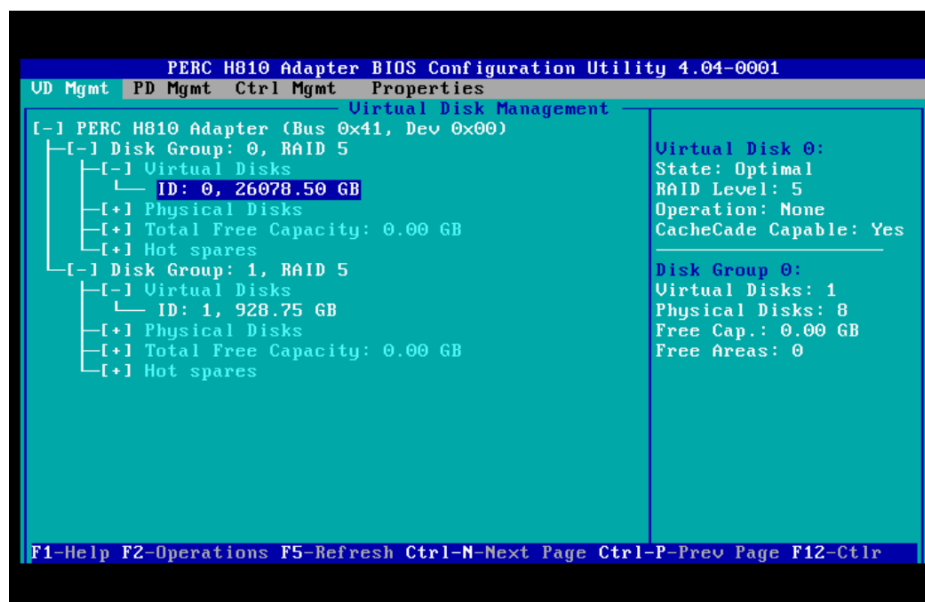 PERC H810 Adapter BIOS Configuration Utility 4.04-0001
VD Mgmt PD Mgmt Ctrl Mgmt Properties
Virtual Disk Management
[-] PERC H810 Adapter (Bus 0x41, Dev 0x00)
[-] Disk Group: 0, RAID 5
[-] Virtual Disks
ID: 0, 26078.50 GB
[+] Physical Disks
[+] Total Free Capacity: 0.00 GB
[+] Hot spares
[-] Disk Group: 1, RAID 5
[-] Virtual Disks
ID: 1, 928.75 GB
[+] Physical Disks
[+] Total Free Capacity: 0.00 GB
[+] Hot spares
Virtual Disk 0:
State: Optimal
RAID Level: 5
Operation: None
CacheCade Capable: Yes
Disk Group 0:
Virtual Disks: 1
Physical Disks: 8
Free Cap.: 0.00 GB
Free Areas: 0
F1-Help F2-Operations F5-Refresh Ctrl-N-Next Page Ctrl-P-Prev Page F12-Ctlr